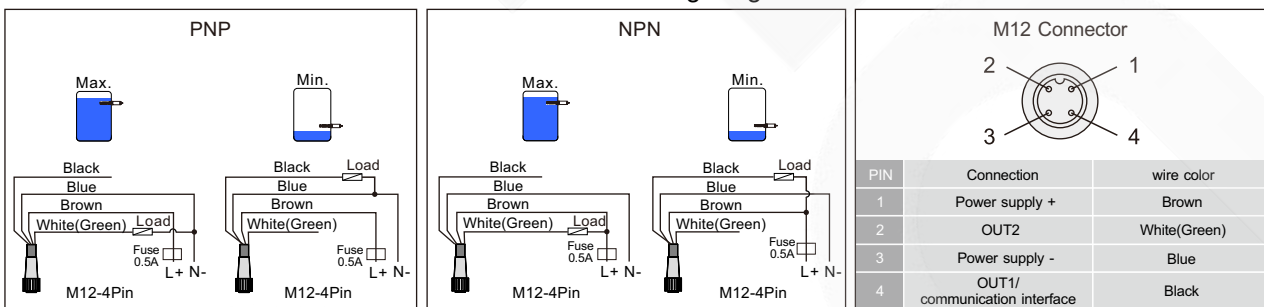 PNP
Max.
Min.
Black
Blue
Brown
White(Green)
Load
Fuse
0.5A
L+ N-
M12-4Pin
Black
Load
Blue
Brown
White(Green)
Fuse
0.5A
L+ N-
M12-4Pin
NPN
Max.
Min.
Black
Blue
Brown
White(Green)
Load
Fuse
0.5A
L+ N-
M12-4Pin
Black
Load
Blue
Brown
White(Green)
Fuse
0.5A
L+ N-
M12-4Pin
M12 Connector
2 1
3 4
PIN Connection wire color
1 Power supply + Brown
2 OUT2 White(Green)
3 Power supply - Blue
4 OUT1/
communication interface Black